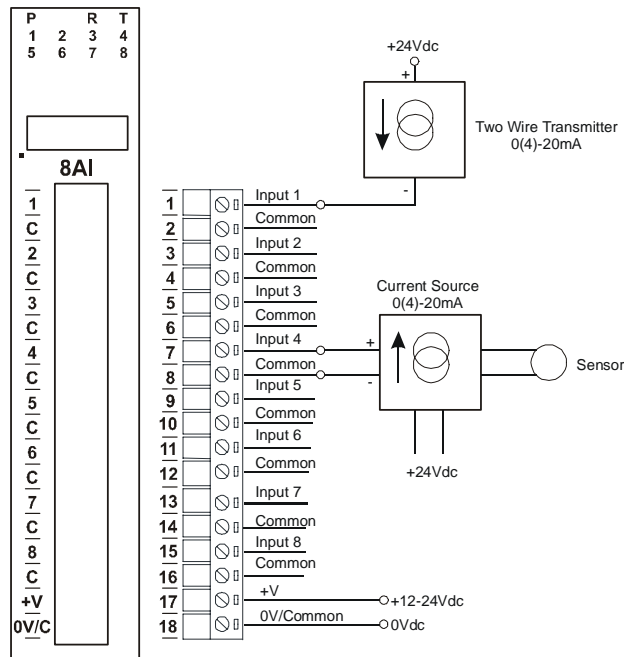 P R T
1 2 3 4
5 6 7 8
8AI
1
C
2
C
3
C
4
C
5
C
6
C
7
C
8
C
+V
0V/C
1 Input 1
2 Common
3 Input 2
4 Common
5 Input 3
6 Common
7 Input 4
8 Common
9 Input 5
10 Common
11 Input 6
12 Common
13 Input 7
14 Common
15 Input 8
16 Common
17 +V +12-24Vdc
18 0V/Common 0Vdc
+24Vdc
+
-
Two Wire Transmitter
0(4)-20mA
Current Source
0(4)-20mA
+
-
Sensor
+24Vdc